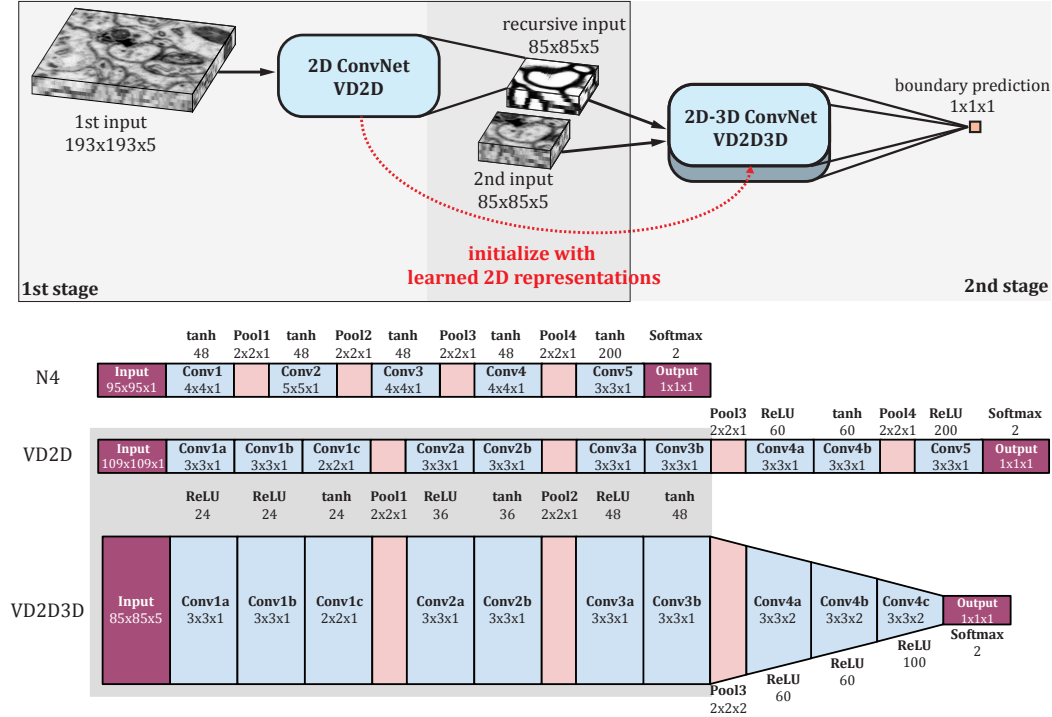 recursive input
85x85x5
2D ConvNet
VD2D
1st input
193x193x5
2nd input
85x85x5
2D-3D ConvNet
VD2D3D
boundary prediction
1x1x1
initialize with
learned 2D representations
1st stage
2nd stage
tanh Pool1 tanh Pool2 tanh Pool3 tanh Pool4 tanh Softmax
48 2x2x1 48 2x2x1 48 2x2x1 48 2x2x1 200 2
N4
Input Conv1 Conv2 Conv3 Conv4 Conv5 Output
95x95x1 4x4x1 5x5x1 4x4x1 4x4x1 3x3x1 1x1x1
Pool3 ReLU tanh Pool4 ReLU Softmax
2x2x1 60 60 2x2x1 200 2
VD2D
Input Conv1a Conv1b Conv1c Conv2a Conv2b Conv3a Conv3b Conv4a Conv4b Conv5 Output
109x109x1 3x3x1 3x3x1 2x2x1 3x3x1 3x3x1 3x3x1 3x3x1 3x3x1 3x3x1 3x3x1 1x1x1
ReLU ReLU tanh Pool1 ReLU tanh Pool2 ReLU tanh
24 24 24 2x2x1 36 36 2x2x1 48 48
VD2D3D
Input Conv1a Conv1b Conv1c Conv2a Conv2b Conv3a Conv3b Conv4a Conv4b Conv4c Output
85x85x5 3x3x1 3x3x1 2x2x1 3x3x1 3x3x1 3x3x1 3x3x1 3x3x2 3x3x2 3x3x2 1x1x1
Pool3 ReLU ReLU ReLU Softmax
2x2x2 60 60 100 2